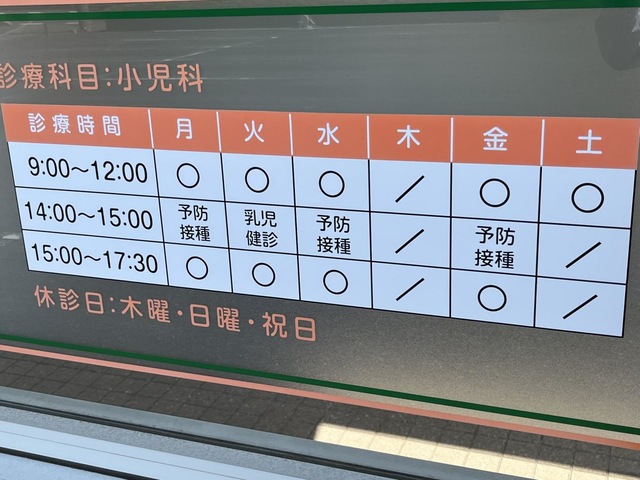 診療科目:小児科
診療時間 月 火 水 木 金 土
9:00〜12:00 ○ ○ ○ ／ ○ ○
14:00〜15:00 予防接種 乳児健診 予防接種 ／ 予防接種 ／
15:00〜17:30 ○ ○ ○ ／ ○ ／
休診日:木曜・日曜・祝日